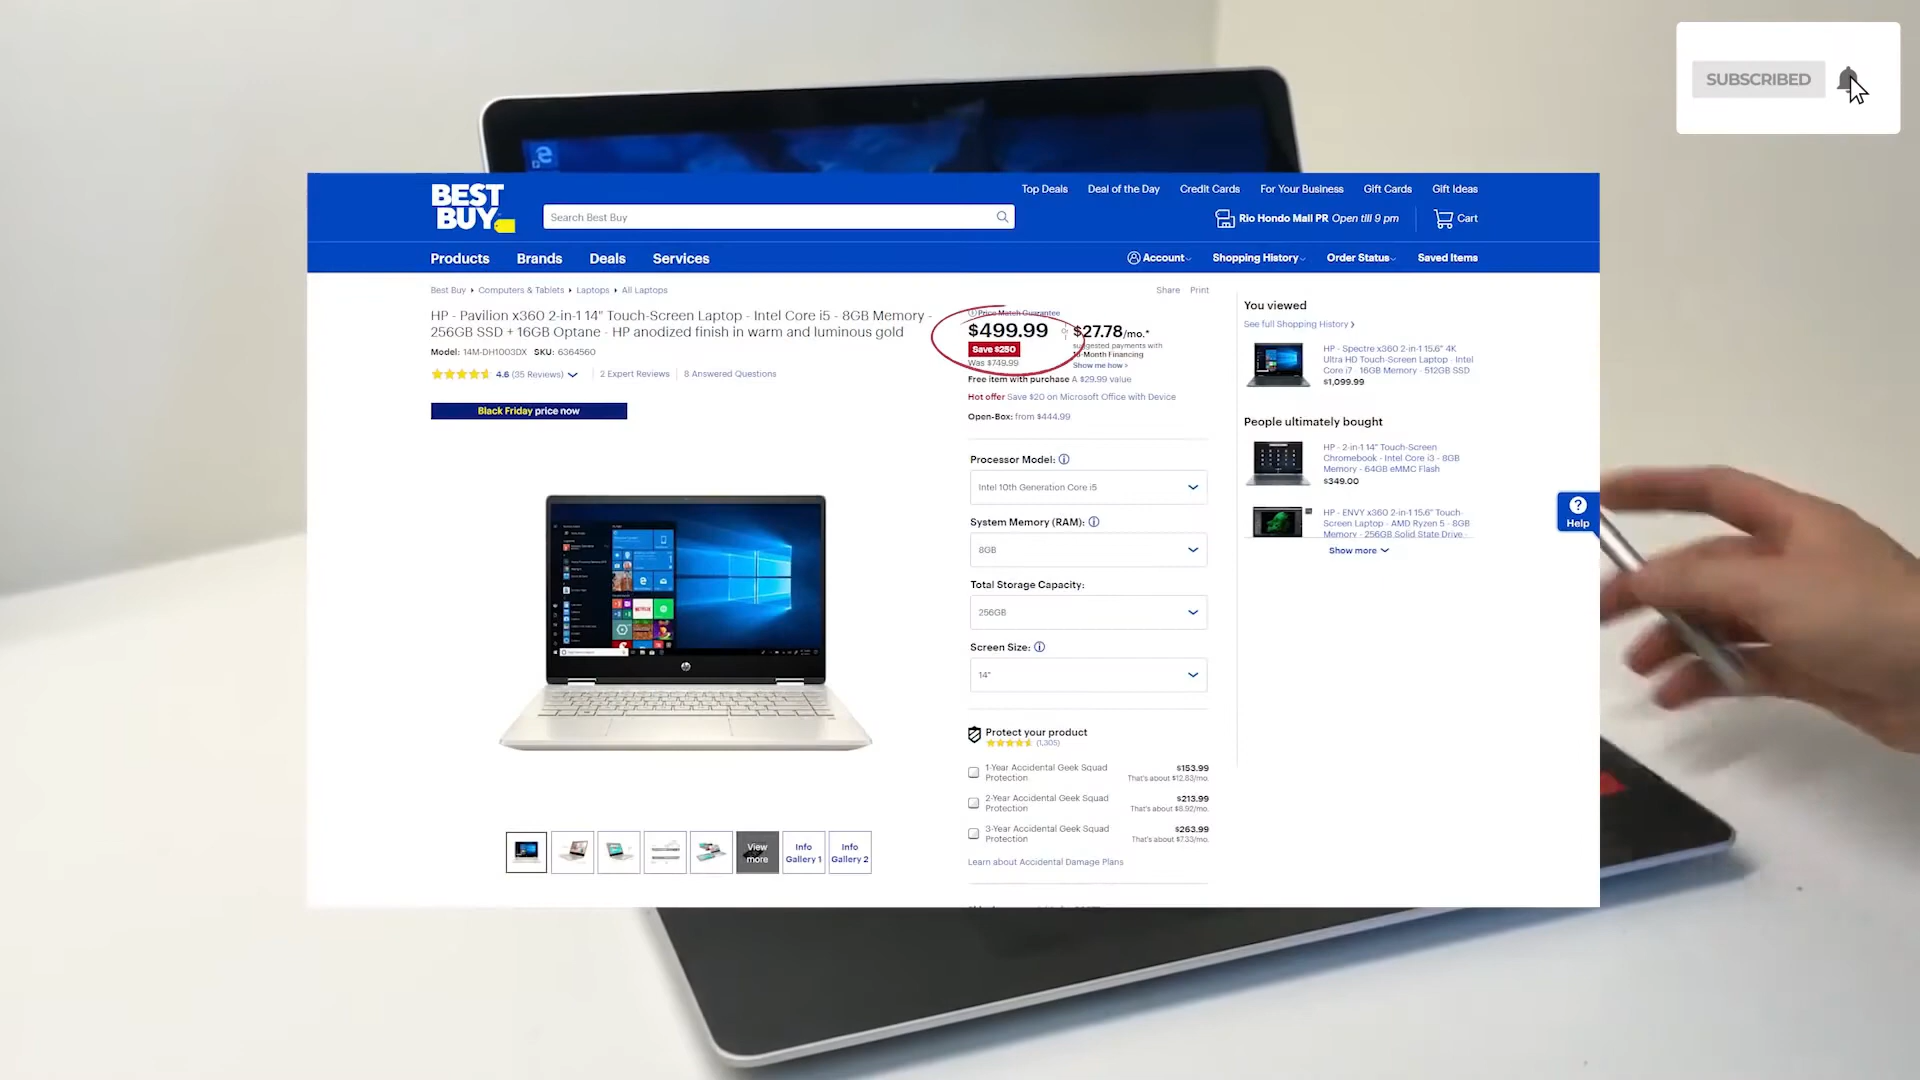 SUBSCRIBED
BEST
BUY
Search Best Buy
Top Deals
Deal of the Day
Credit Cards
For Your Business
Gift Cards
Gift Ideas
Rio Hondo Mall PR Open till 9 pm
Cart
Products
Brands
Deals
Services
Account
Shopping History
Order Status
Saved Items
Best Buy
Computers & Tablets
Laptops
All Laptops
Share
Print
HP - Pavilion x360 2-in-1 14" Touch-Screen Laptop - Intel Core i5 - 8GB Memory -
256GB SSD + 16GB Optane - HP anodized finish in warm and luminous gold
Model: 14M-DH1003DX SKU: 6364560
4.6 (35 Reviews)
2 Expert Reviews
8 Answered Questions
Black Friday price now
View
more
Info
Gallery 1
Info
Gallery 2
Price Match Guarantee
$499.99
Save $250
Was $749.99
Or
$27.78/mo.*
suggested payments with
Month Financing
Show me how >
Free item with purchase A $29.99 value
Hot offer Save $20 on Microsoft Office with Device
Open-Box: from $444.99
Processor Model:
Intel 10th Generation Core i5
System Memory (RAM):
8GB
Total Storage Capacity:
256GB
Screen Size:
14"
Protect your product
(1,305)
1-Year Accidental Geek Squad
Protection
$153.99
That's about $12.83/mo.
2-Year Accidental Geek Squad
Protection
$213.99
That's about $8.92/mo.
3-Year Accidental Geek Squad
Protection
$263.99
That's about $7.33/mo.
Learn about Accidental Damage Plans
You viewed
See full Shopping History >
HP - Spectre x360 2-in-1 15.6" 4K
Ultra HD Touch-Screen Laptop - Intel
Core i7 - 16GB Memory - 512GB SSD
$1,099.99
People ultimately bought
HP - 2-in-1 14" Touch-Screen
Chromebook - Intel Core i3 - 8GB
Memory - 64GB eMMC Flash
$349.00
HP - ENVY x360 2-in-1 15.6" Touch-
Screen Laptop - AMD Ryzen 5 - 8GB
Memory - 256GB Solid State Drive -
Show more
?
Help